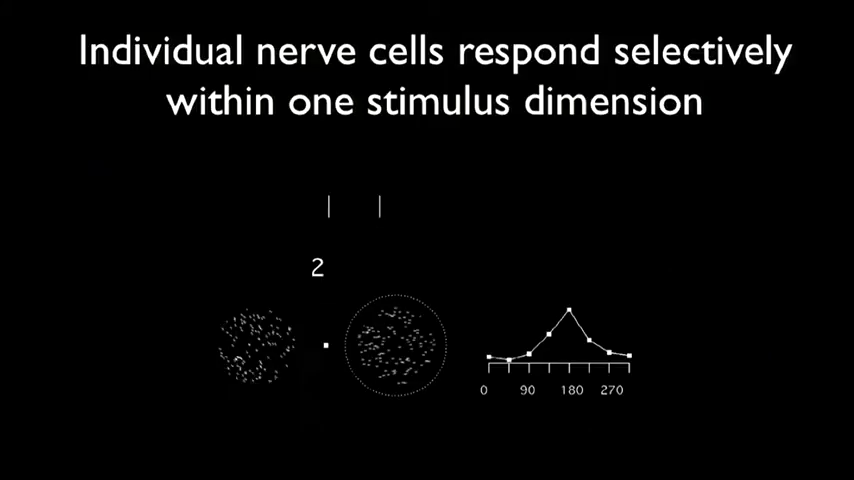 Individual nerve cells respond selectively
within one stimulus dimension
2
0 90 180 270